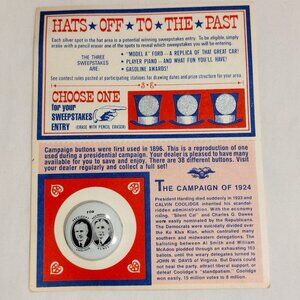 HATS ★ OFF ★ TO ★ THE ★ PAST
Each silver spot in the hat area is a potential winning sweepstakes entry. To be eligible, simply
erase with a pencil eraser one of the spots to reveal which sweepstakes you will be entering.
THE THREE
SWEEPSTAKES
ARE:
• "MODEL A" FORD – A REPLICA OF THAT GREAT CAR!
• PLAYER PIANO – AND WHAT FUN YOU'LL HAVE!
• GASOLINE AWARDS!
See contest rules posted at participating stations for drawing dates and prize structure for your area.
CHOOSE ONE
for your
SWEEPSTAKES
ENTRY
(ERASE WITH PENCIL ERASER)
Campaign buttons were first used in 1896. This is a reproduction of one
used during a presidential campaign. Your dealer is pleased to have many
available for you to save and enjoy. There are 38 different buttons. Visit
your dealer regularly and collect a full set!
THE CAMPAIGN OF 1924
President Harding died suddenly in 1923 and
CALVIN COOLIDGE inherited his scandal-
ridden administration. With prosperity
rising, "Silent Cal" and Charles G. Dawes
were easily nominated by the Republicans.
The Democrats were suicidally divided over
the Ku Klux Klan, which controlled many
southern and midwestern delegations. The
balloting between Al Smith and William
McAdoo plodded through an exhausting 103
ballots, until the weary delegates turned to
JOHN W DAVIS of Virginia. But Davis could
not heal the party, attract liberal support, or
defeat Coolidge's "standpatism." Coolidge
won easily, 15 million votes to 8 million.
FOR